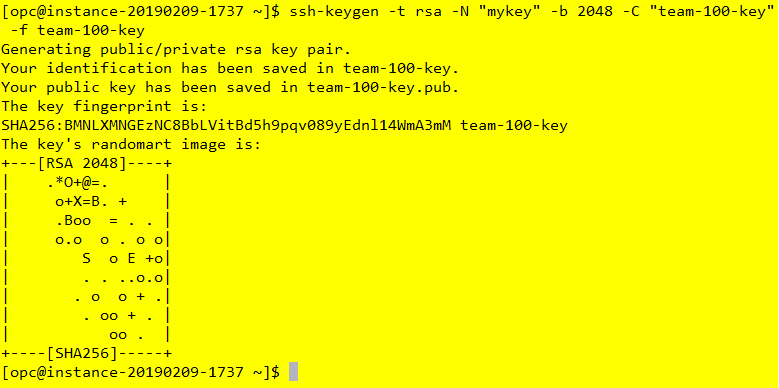 [opc@instance-20190209-1737 ~]$ ssh-keygen -t rsa -N "mykey" -b 2048 -C "team-100-key"
 -f team-100-key
Generating public/private rsa key pair.
Your identification has been saved in team-100-key.
Your public key has been saved in team-100-key.pub.
The key fingerprint is:
SHA256:BMNLXMNGEzNC8BbLVitBd5h9pqv089yEdnl14WmA3mM team-100-key
The key's randomart image is:
+---[RSA 2048]----+
|    .*O+@=.      |
|     o+X=B. +    |
|     .Boo  = . . |
|     o.o  o . o o|
|        S  o E +o|
|        . . ..o.o|
|       . o  o + .|
|        . oo + . |
|           oo .  |
+----[SHA256]-----+
[opc@instance-20190209-1737 ~]$